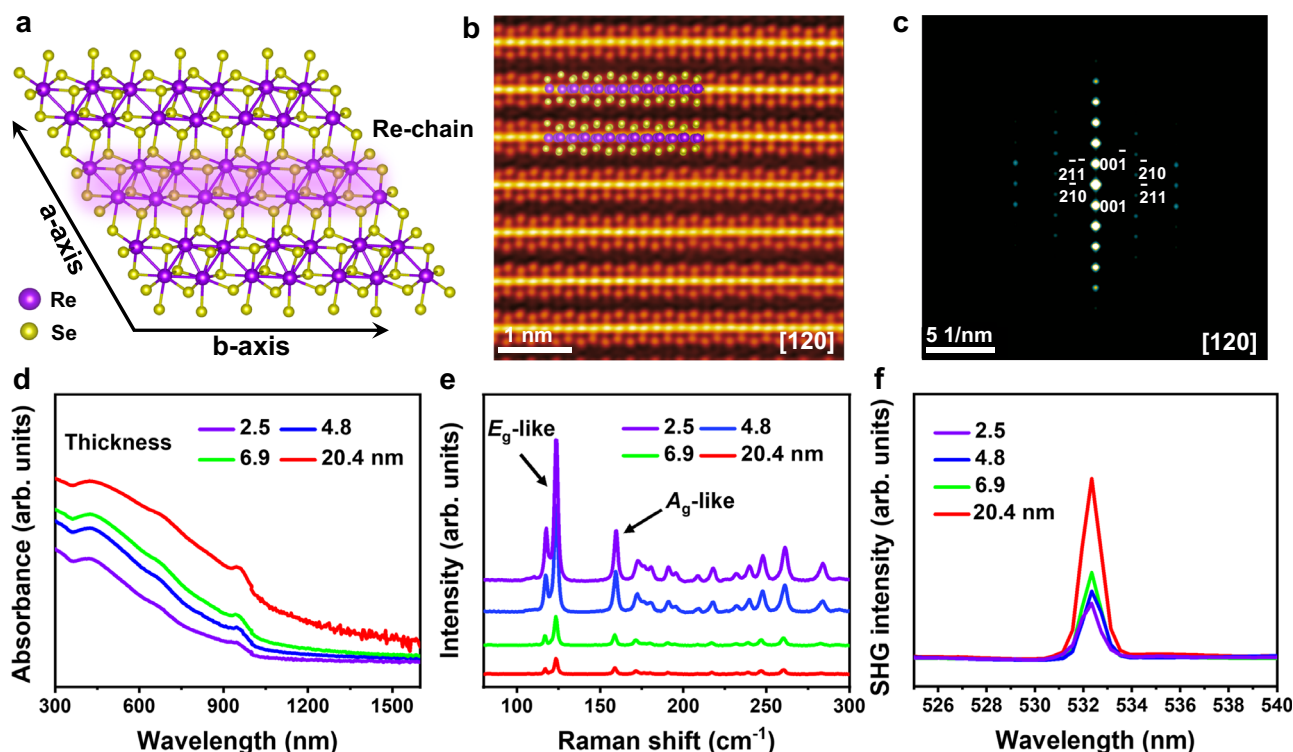 a
Re-chain
a-axis
Re
Se
b-axis
b
1 nm
[120]
c
001̄
2̄11̄
2̄10
2̄10
001
2̄11
5 1/nm
[120]
d
Absorbance (arb. units)
Thickness
2.5
4.8
6.9
20.4 nm
300
600
900
1200
1500
Wavelength (nm)
e
Intensity (arb. units)
Eg-like
Ag-like
2.5
4.8
6.9
20.4 nm
100
150
200
250
300
Raman shift (cm⁻¹)
f
SHG intensity (arb. units)
2.5
4.8
6.9
20.4 nm
526
528
530
532
534
536
538
540
Wavelength (nm)